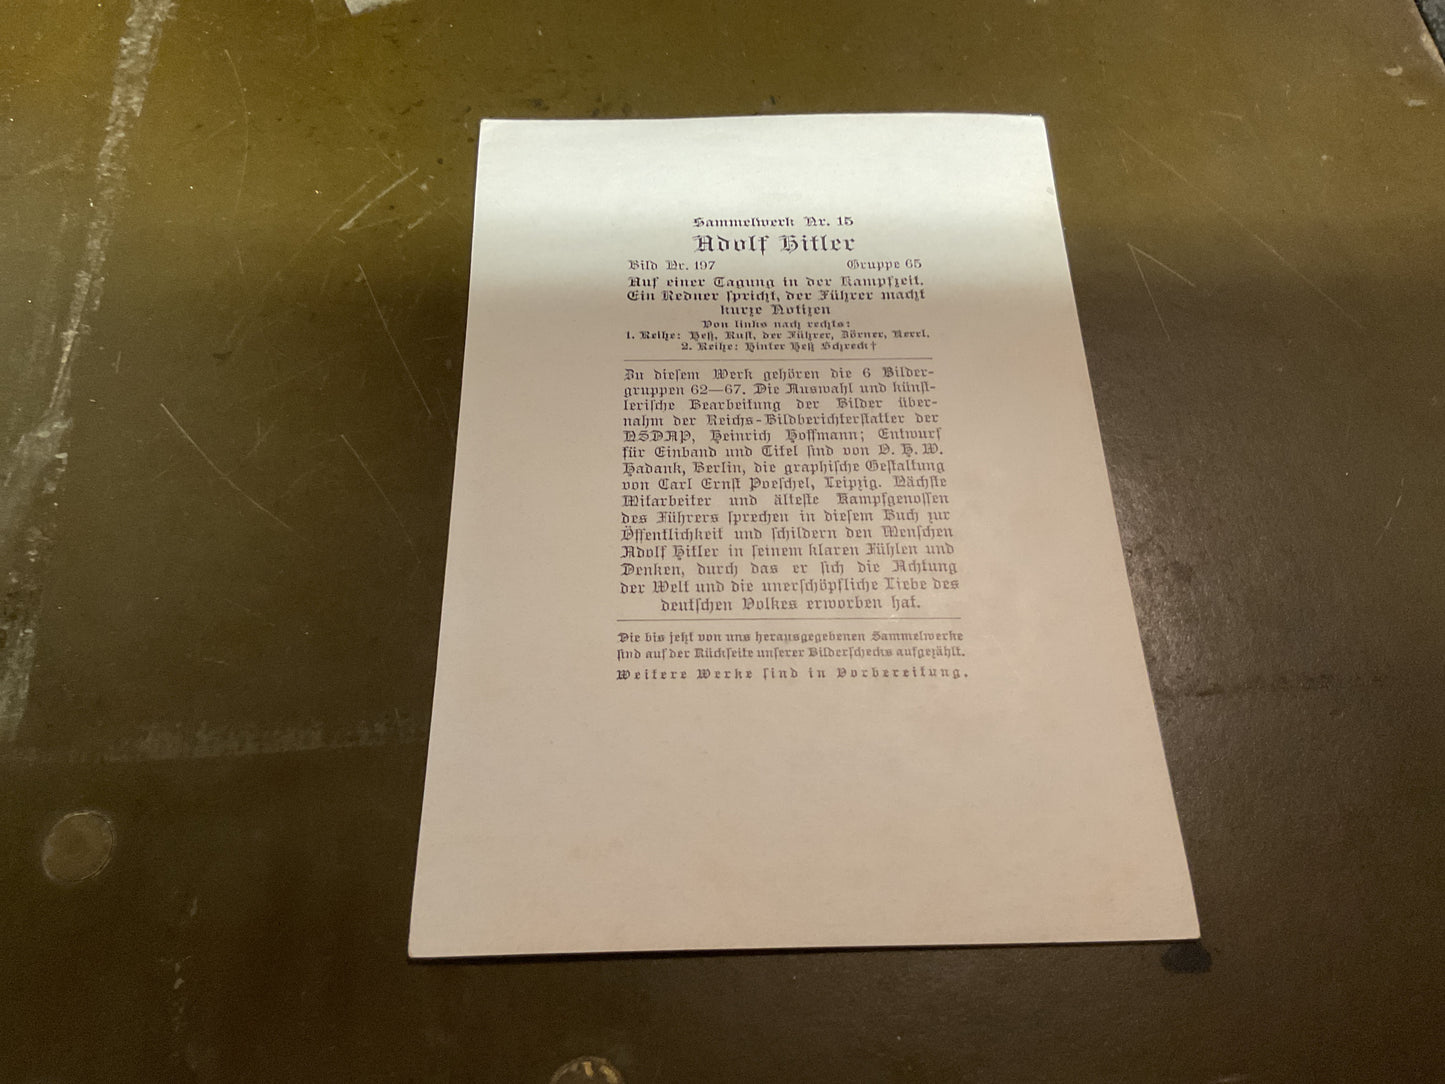 Sammelwerk Nr. 15
Adolf Hitler
Bild Nr. 197 Gruppe 65
Auf einer Tagung in der Kampfzeit.
Ein Redner spricht, der Führer macht
kurze Notizen
Von links nach rechts:
1. Reihe: Heß, Rust, der Führer, Dörner, Kerrl.
2. Reihe: Hinter Heß Schreck†
Zu diesem Werk gehören die 6 Bilder-
gruppen 62—67. Die Auswahl und künst-
lerische Bearbeitung der Bilder über-
nahm der Reichs-Bildberichterstatter der
NSDAP, Heinrich Hoffmann; Entwurf
für Einband und Titel sind von O. H. W.
Hadank, Berlin, die graphische Gestaltung
von Carl Ernst Poeschel, Leipzig. Nächste
Mitarbeiter und älteste Kampfgenossen
des Führers sprechen in diesem Buch zur
Öffentlichkeit und schildern den Menschen
Adolf Hitler in seinem klaren Fühlen und
Denken, durch das er sich die Achtung
der Welt und die unerschöpfliche Liebe des
deutschen Volkes erworben hat.
Die bis jetzt von uns herausgegebenen Sammelwerke
sind auf der Rückseite unserer Bilderschecks aufgezählt.
Weitere Werke sind in Vorbereitung.